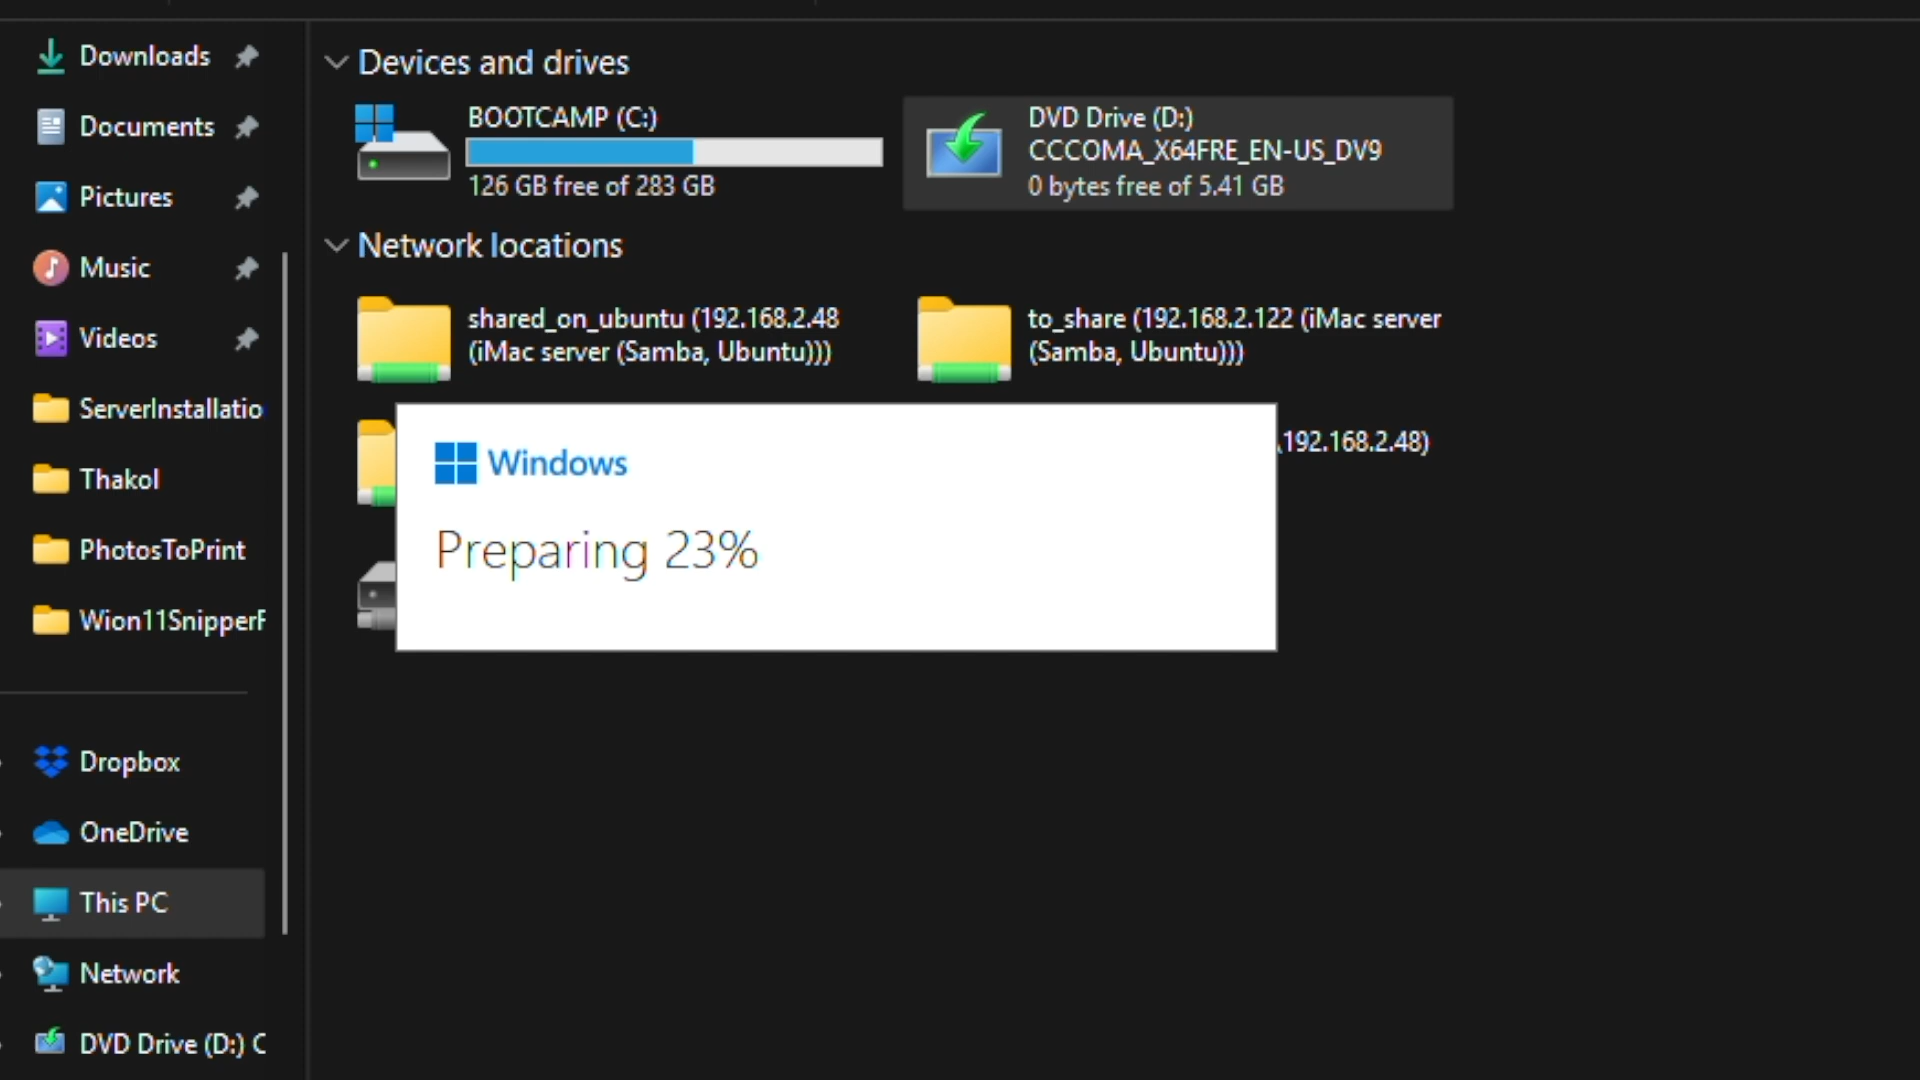 Downloads
Documents
Pictures
Music
Videos
ServerInstallatio
Thakol
PhotosToPrint
Wion11SnipperF
Dropbox
OneDrive
This PC
Network
DVD Drive (D:) C
Devices and drives
BOOTCAMP (C:)
126 GB free of 283 GB
DVD Drive (D:)
CCCOMA_X64FRE_EN-US_DV9
0 bytes free of 5.41 GB
Network locations
shared_on_ubuntu (192.168.2.48
(iMac server (Samba, Ubuntu)))
to_share (192.168.2.122 (iMac server
(Samba, Ubuntu)))
\192.168.2.48)
Windows
Preparing 23%